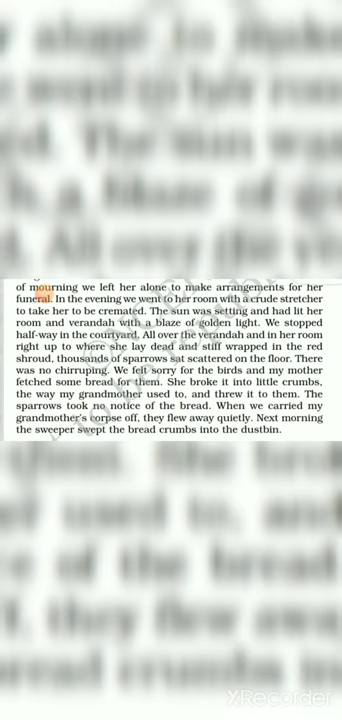 of mourning we left her alone to make arrangements for her
funeral. In the evening we went to her room with a crude stretcher
to take her to be cremated. The sun was setting and had lit her
room and verandah with a blaze of golden light. We stopped
half-way in the courtyard. All over the verandah and in her room
right up to where she lay dead and stiff wrapped in the red
shroud, thousands of sparrows sat scattered on the floor. There
was no chirruping. We felt sorry for the birds and my mother
fetched some bread for them. She broke it into little crumbs,
the way my grandmother used to, and threw it to them. The
sparrows took no notice of the bread. When we carried my
grandmother's corpse off, they flew away quietly. Next morning
the sweeper swept the bread crumbs into the dustbin.
XRecorder